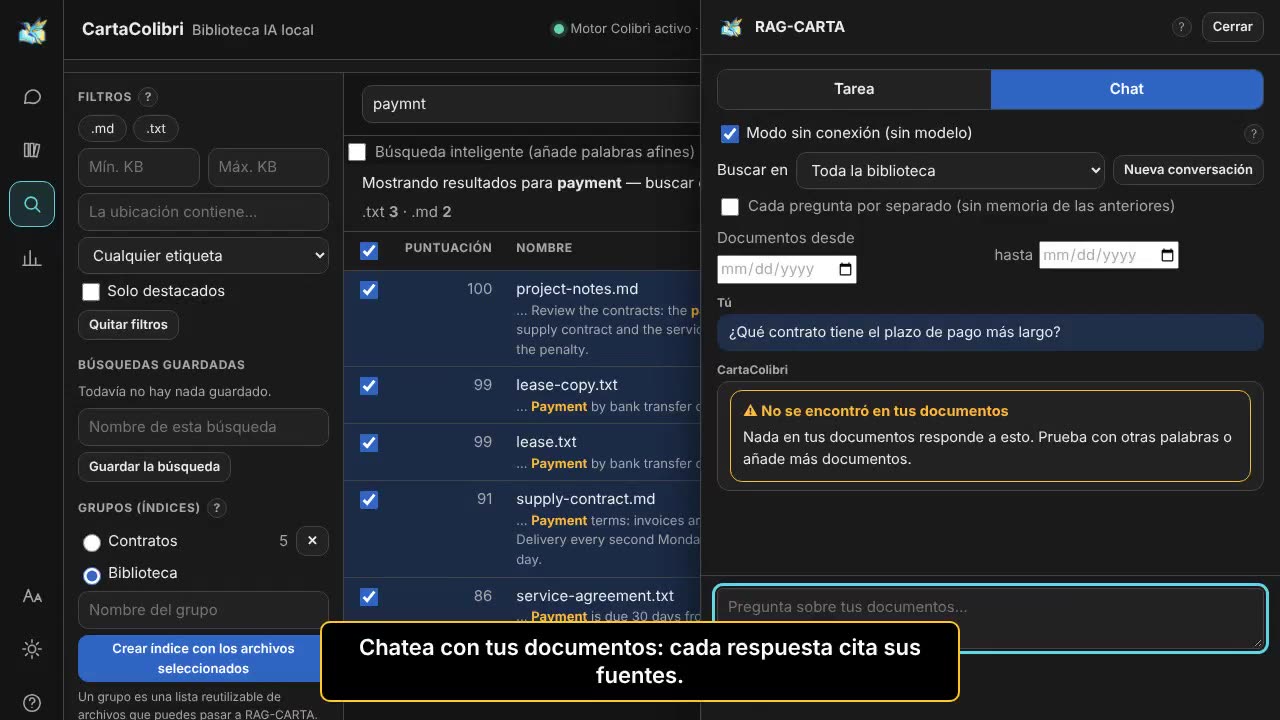 CartaColibri Biblioteca IA local
Motor Colibrì activo ·
FILTROS ?
.md .txt
Mín. KB Máx. KB
La ubicación contiene...
Cualquier etiqueta
Solo destacados
Quitar filtros
BÚSQUEDAS GUARDADAS
Todavía no hay nada guardado.
Nombre de esta búsqueda
Guardar la búsqueda
GRUPOS (ÍNDICES) ?
Contratos 5 ×
Biblioteca
Nombre del grupo
Crear índice con los archivos
seleccionados
Un grupo es una lista reutilizable de
archivos que puedes pasar a RAG-CARTA.
AA
?
paymnt
Búsqueda inteligente (añade palabras afines)
Mostrando resultados para payment — buscar
.txt 3 · .md 2
PUNTUACIÓN NOMBRE
100 project-notes.md
... Review the contracts: the p
supply contract and the servic
the penalty.
99 lease-copy.txt
... Payment by bank transfer
99 lease.txt
... Payment by bank transfer
91 supply-contract.md
... Payment terms: invoices ar
Delivery every second Monda
day.
86 service-agreement.txt
... Payment is due 30 days fro
RAG-CARTA ? Cerrar
Tarea Chat
Modo sin conexión (sin modelo) ?
Buscar en Toda la biblioteca Nueva conversación
Cada pregunta por separado (sin memoria de las anteriores)
Documentos desde
mm/dd/yyyy hasta mm/dd/yyyy
Tú
¿Qué contrato tiene el plazo de pago más largo?
CartaColibri
⚠ No se encontró en tus documentos
Nada en tus documentos responde a esto. Prueba con otras palabras o
añade más documentos.
Pregunta sobre tus documentos...
Chatea con tus documentos: cada respuesta cita sus
fuentes.